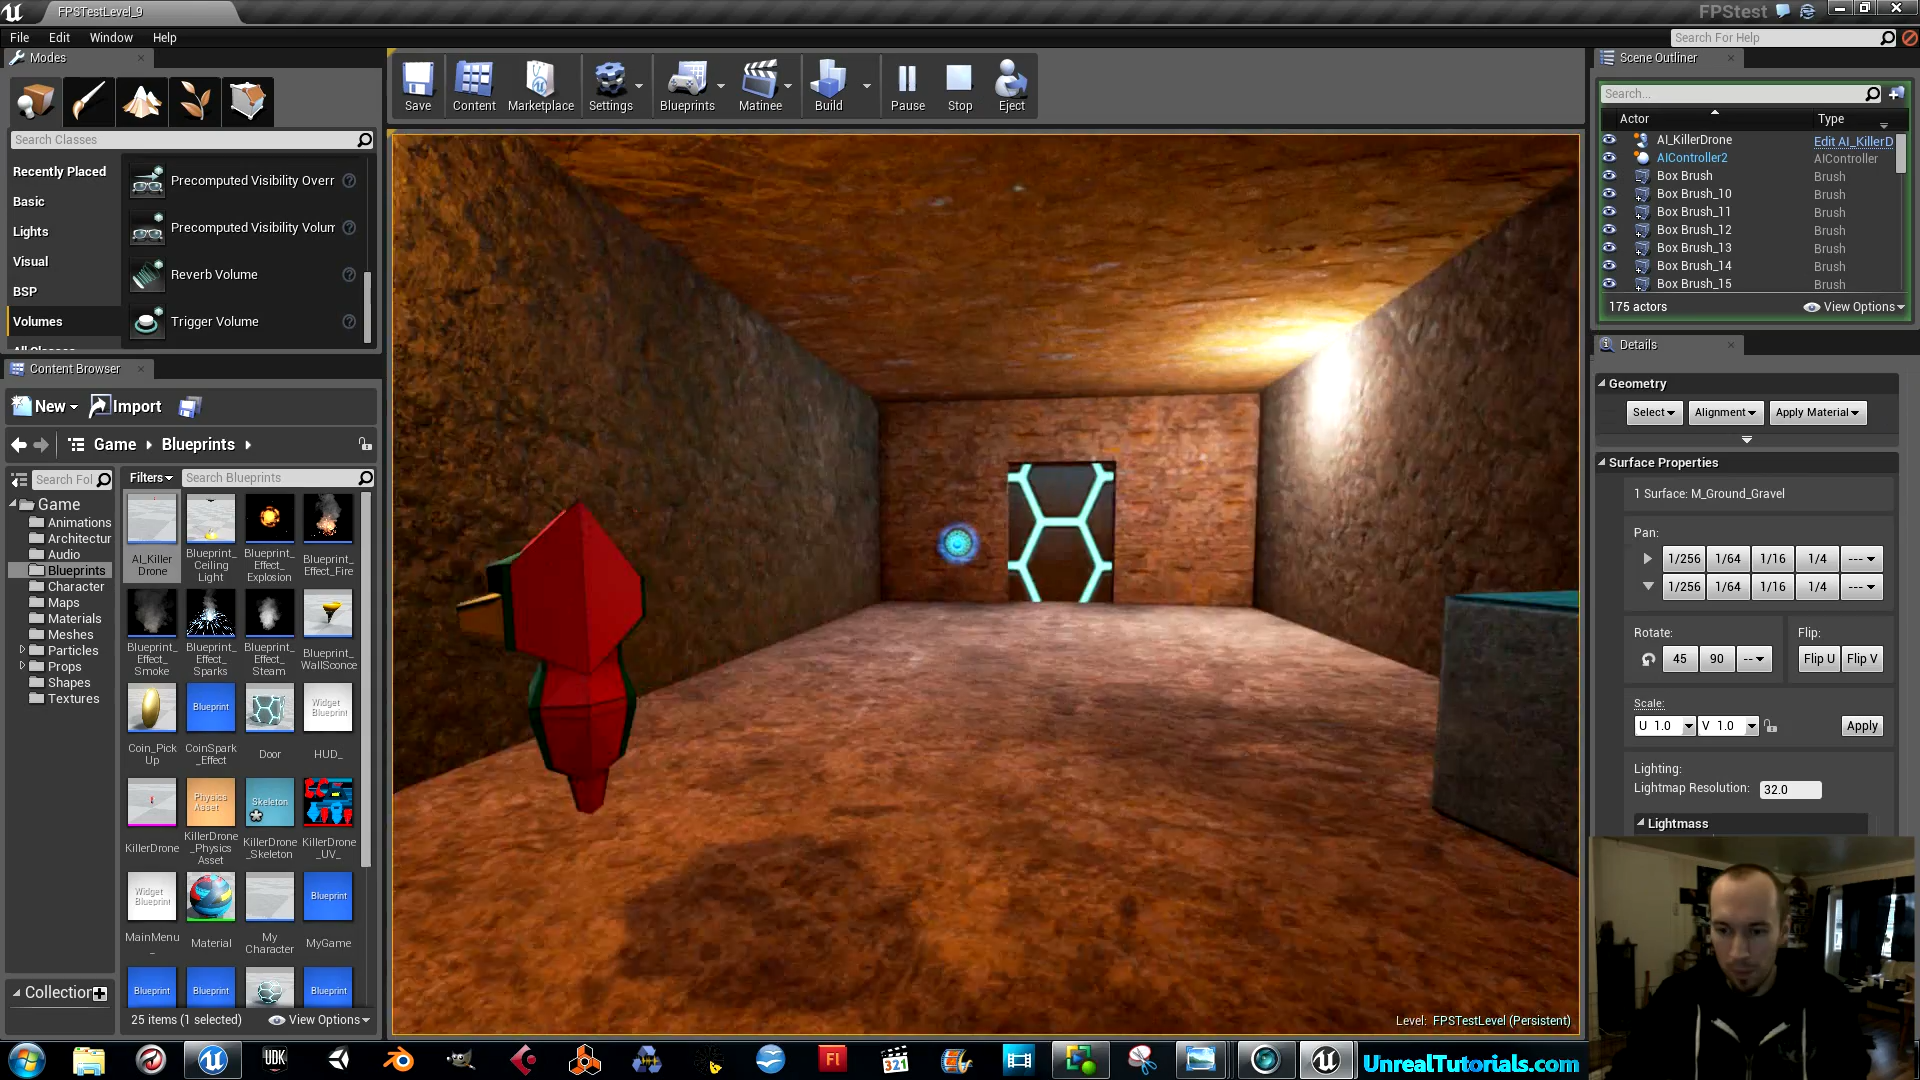 FPSTestLevel_9
FPStest
File Edit Window Help
Search For Help
Modes
Search Classes
Recently Placed
Basic
Lights
Visual
BSP
Volumes
Precomputed Visibility Overr
Precomputed Visibility Volum
Reverb Volume
Trigger Volume
Save Content Marketplace Settings Blueprints Matinee Build Pause Stop Eject
Content Browser
New Import
Game Blueprints
Search Fol
Filters Search Blueprints
Game
Animations
Architectur
Audio
Blueprints
Character
Maps
Materials
Meshes
Particles
Props
Shapes
Textures
Collection
AI_Killer
Drone
Blueprint_
Ceiling
Light
Blueprint_
Effect_
Explosion
Blueprint_
Effect_Fire
Blueprint_
Effect_
Smoke
Blueprint_
Effect_
Sparks
Blueprint_
Effect_
Steam
Blueprint_
WallSconce
Coin_Pick
Up
Blueprint
CoinSpark
_Effect
Door
Widget
Blueprint
HUD_
KillerDrone
Physics
Asset
KillerDrone
_Physics
Asset
Skeleton
KillerDrone
_Skeleton
KillerDrone
_UV_
Widget
Blueprint
MainMenu
_
Material
My
Character
Blueprint
MyGame
Blueprint
Blueprint
Blueprint
25 items (1 selected) View Options
Level: FPSTestLevel (Persistent)
Scene Outliner
Search...
Actor Type
AI_KillerDrone Edit AI_KillerD
AIController2 AIController
Box Brush Brush
Box Brush_10 Brush
Box Brush_11 Brush
Box Brush_12 Brush
Box Brush_13 Brush
Box Brush_14 Brush
Box Brush_15 Brush
175 actors View Options
Details
Geometry
Select Alignment Apply Material
Surface Properties
1 Surface: M_Ground_Gravel
Pan:
1/256 1/64 1/16 1/4 ---
1/256 1/64 1/16 1/4 ---
Rotate: Flip:
45 90 -- Flip U Flip V
Scale:
U 1.0 V 1.0 Apply
Lighting:
Lightmap Resolution: 32.0
Lightmass
UDK
Fl
321
UnrealTutorials.com